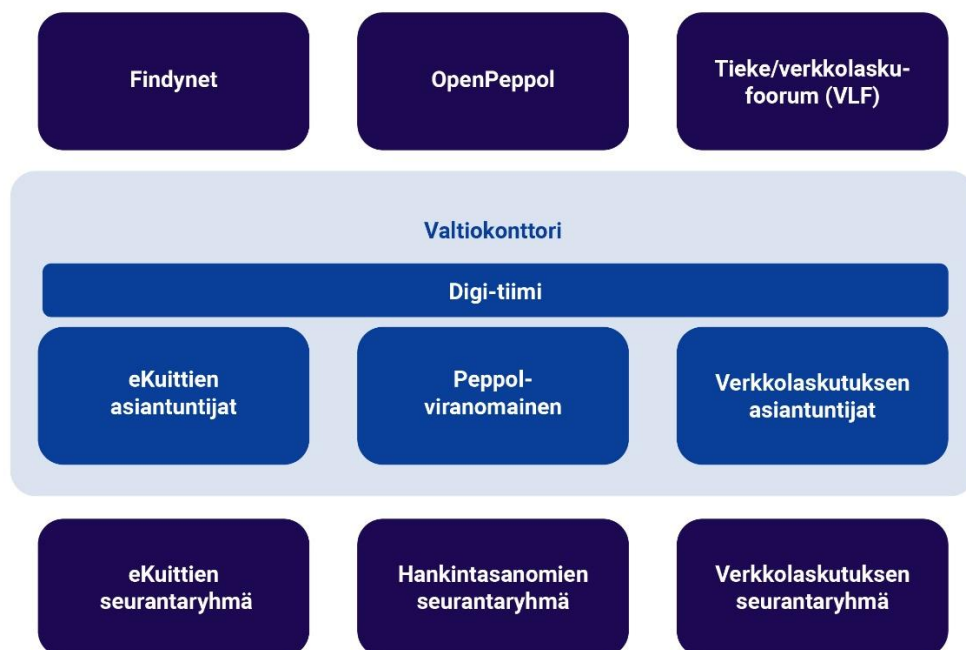 Findynet
OpenPeppol
Tieke/verkkolasku-
foorum (VLF)
Valtiokonttori
Digi-tiimi
eKuittien
asiantuntijat
Peppol-
viranomainen
Verkkolaskutuksen
asiantuntijat
eKuittien
seurantaryhmä
Hankintasanomien
seurantaryhmä
Verkkolaskutuksen
seurantaryhmä